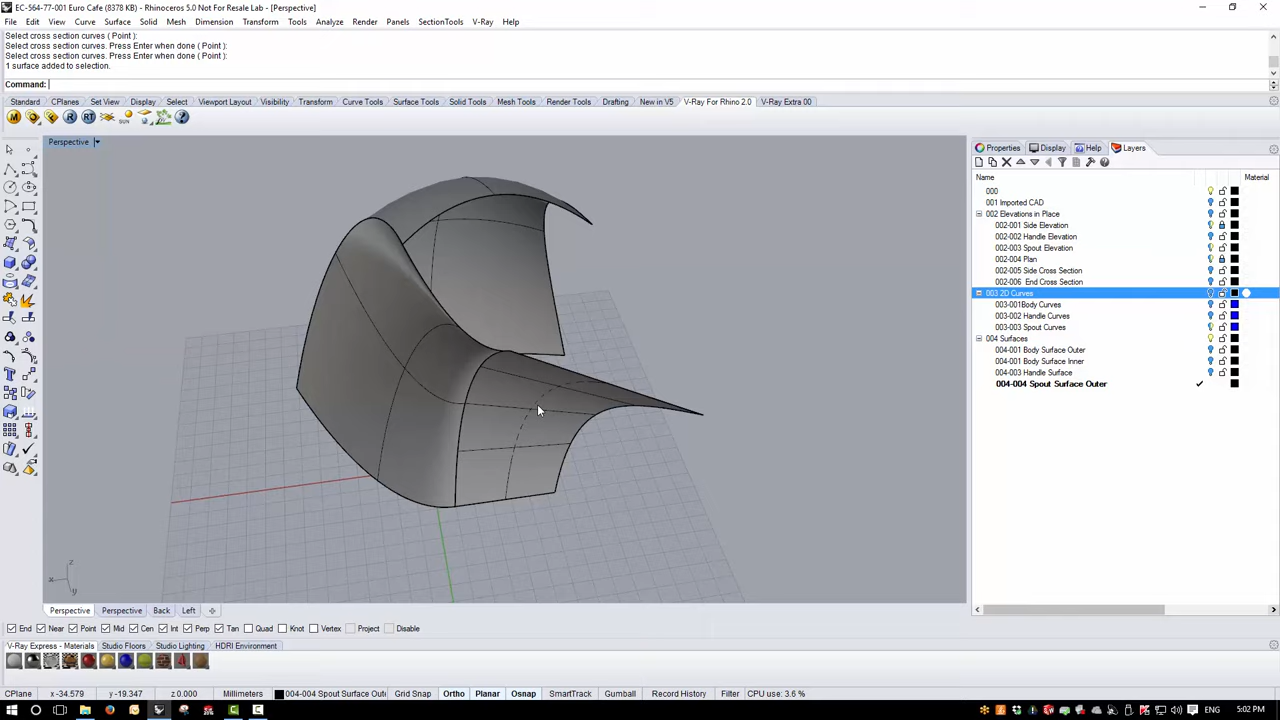 EC-564-77-001 Euro Cafe (8378 KB) - Rhinoceros 5.0 Not For Resale Lab - [Perspective]
File Edit View Curve Surface Solid Mesh Dimension Transform Tools Analyze Render Panels SectionTools V-Ray Help
Select cross section curves ( Point ):
Select cross section curves. Press Enter when done ( Point ):
Select cross section curves. Press Enter when done ( Point ):
1 surface added to selection.
Command:
Standard CPlanes Set View Display Select Viewport Layout Visibility Transform Curve Tools Surface Tools Solid Tools Mesh Tools Render Tools Drafting New in V5 V-Ray For Rhino 2.0 V-Ray Extra 00
M R RT SUN
Perspective
Properties Display Help Layers
Name Material
000
001 Imported CAD
002 Elevations in Place
002-001 Side Elevation
002-002 Handle Elevation
002-003 Spout Elevation
002-004 Plan
002-005 Side Cross Section
002-006 End Cross Section
003 2D Curves
003-001Body Curves
003-002 Handle Curves
003-003 Spout Curves
004 Surfaces
004-001 Body Surface Outer
004-002 Body Surface Inner
004-003 Handle Surface
004-004 Spout Surface Outer
z
x
y
Perspective Perspective Back Left
End Near Point Mid Cen Int Perp Tan Quad Knot Vertex Project Disable
V-Ray Express - Materials Studio Floors Studio Lighting HDRI Environment
CPlane x -34.579 y -19.347 z 0.000 Millimeters 004-004 Spout Surface Oute Grid Snap Ortho Planar Osnap SmartTrack Gumball Record History Filter CPU use: 3.6 %
ENG 5:02 PM